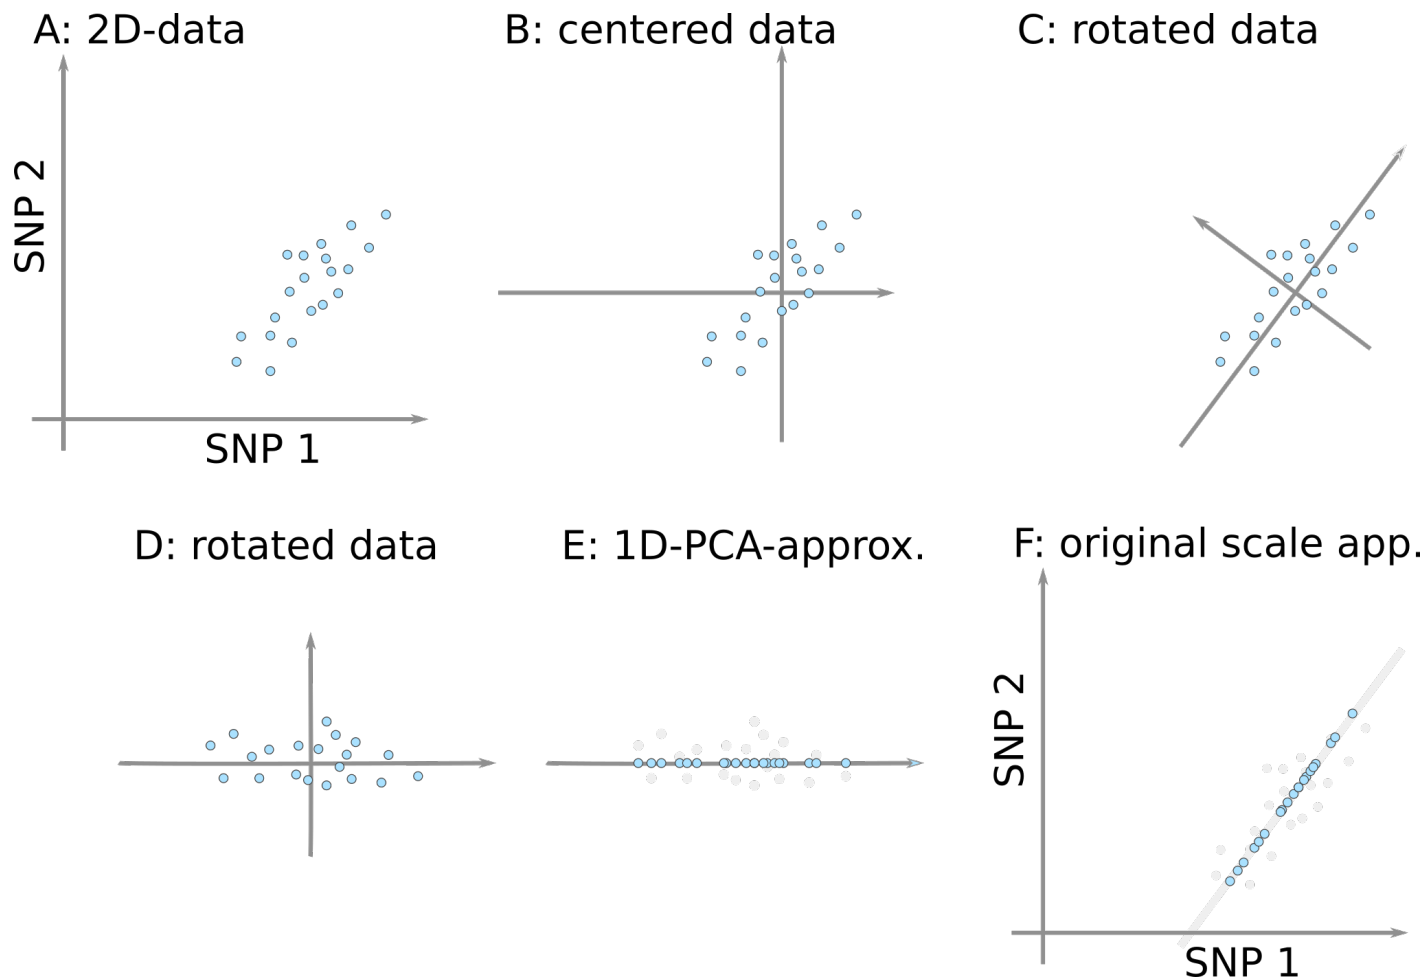 A: 2D-data
B: centered data
C: rotated data
SNP 2
SNP 1
D: rotated data
E: 1D-PCA-approx.
F: original scale app.
SNP 2
SNP 1